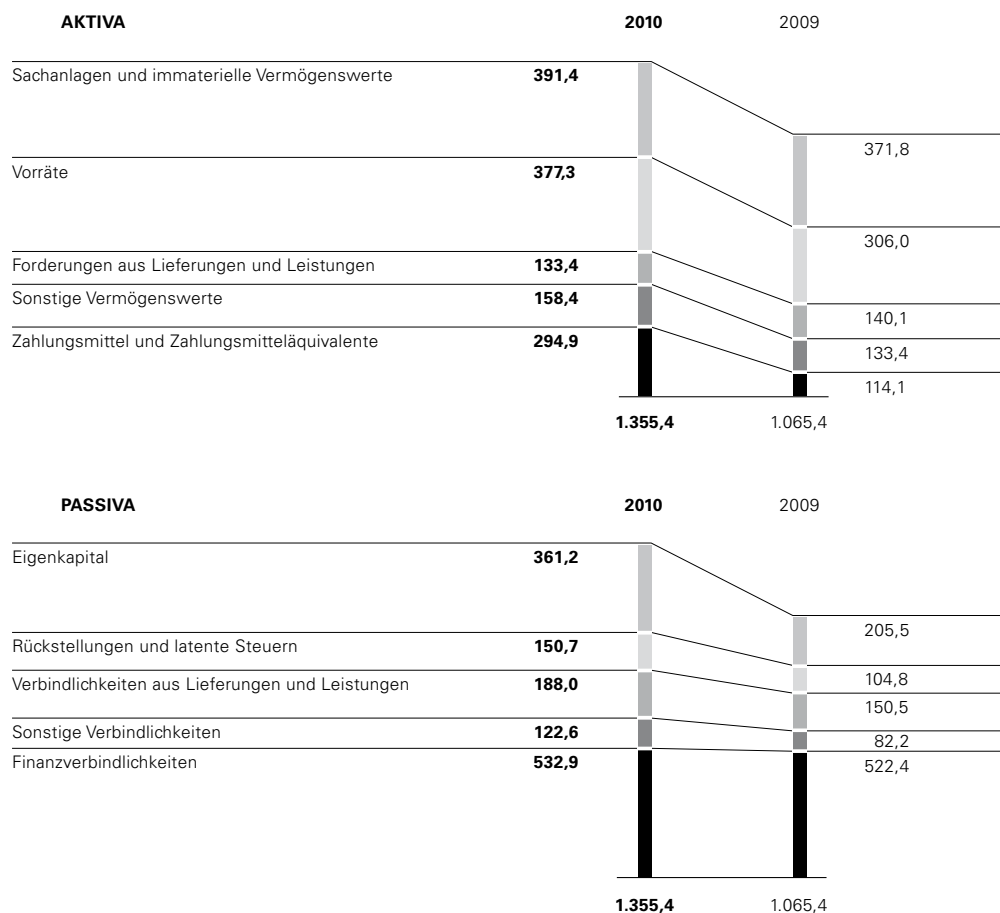 AKTIVA 2010 2009
Sachanlagen und immaterielle Vermögenswerte 391,4 371,8
Vorräte 377,3 306,0
Forderungen aus Lieferungen und Leistungen 133,4 140,1
Sonstige Vermögenswerte 158,4 133,4
Zahlungsmittel und Zahlungsmitteläquivalente 294,9 114,1
1.355,4 1.065,4
PASSIVA 2010 2009
Eigenkapital 361,2 205,5
Rückstellungen und latente Steuern 150,7 104,8
Verbindlichkeiten aus Lieferungen und Leistungen 188,0 150,5
Sonstige Verbindlichkeiten 122,6 82,2
Finanzverbindlichkeiten 532,9 522,4
1.355,4 1.065,4